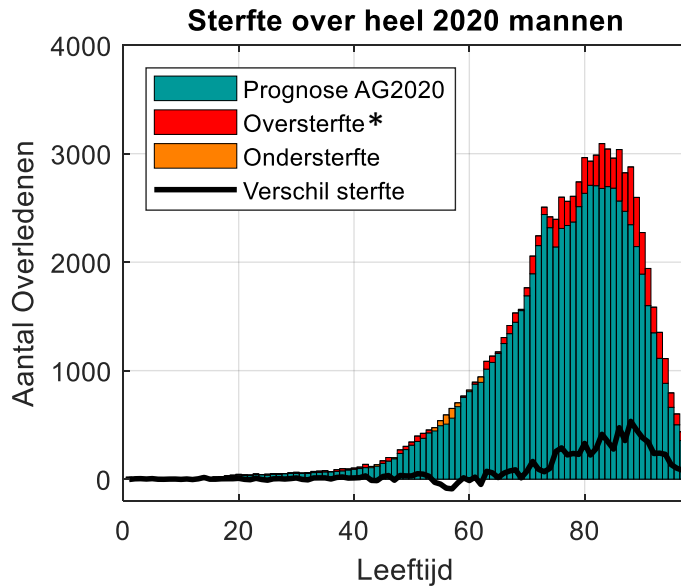 Sterfte over heel 2020 mannen
4000
3000
2000
1000
0
Aantal Overledenen
Prognose AG2020
Oversterfte*
Ondersterfte
Verschil sterfte
0 20 40 60 80
Leeftijd